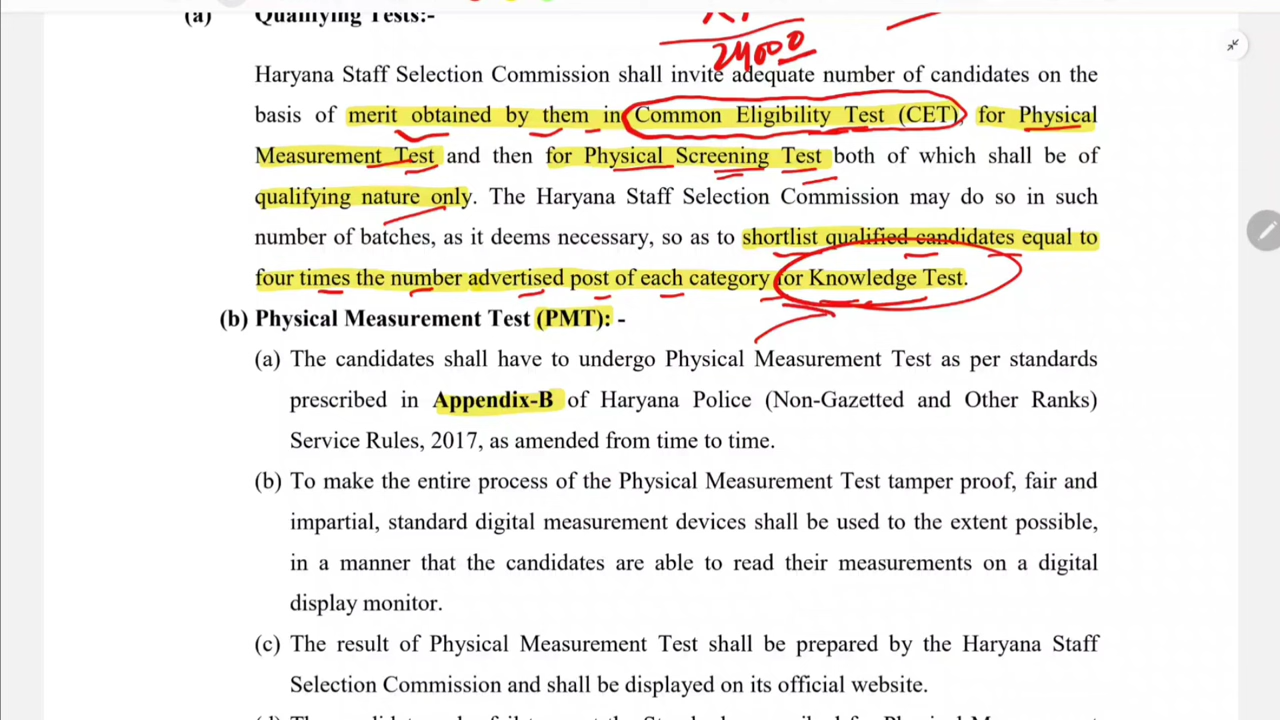 (a) Qualifying Tests:-
24000
Haryana Staff Selection Commission shall invite adequate number of candidates on the
basis of merit obtained by them in Common Eligibility Test (CET), for Physical
Measurement Test and then for Physical Screening Test both of which shall be of
qualifying nature only. The Haryana Staff Selection Commission may do so in such
number of batches, as it deems necessary, so as to shortlist qualified candidates equal to
four times the number advertised post of each category for Knowledge Test.
(b) Physical Measurement Test (PMT): -
(a) The candidates shall have to undergo Physical Measurement Test as per standards
prescribed in Appendix-B of Haryana Police (Non-Gazetted and Other Ranks)
Service Rules, 2017, as amended from time to time.
(b) To make the entire process of the Physical Measurement Test tamper proof, fair and
impartial, standard digital measurement devices shall be used to the extent possible,
in a manner that the candidates are able to read their measurements on a digital
display monitor.
(c) The result of Physical Measurement Test shall be prepared by the Haryana Staff
Selection Commission and shall be displayed on its official website.